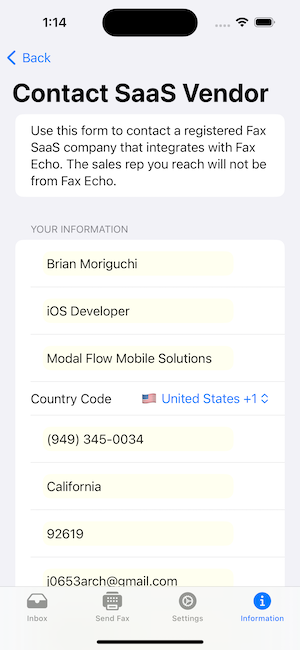 1:14
Back
Contact SaaS Vendor
Use this form to contact a registered Fax
SaaS company that integrates with Fax
Echo. The sales rep you reach will not be
from Fax Echo.
YOUR INFORMATION
Brian Moriguchi
iOS Developer
Modal Flow Mobile Solutions
Country Code United States +1
(949) 345-0034
California
92619
j0653arch@gmail.com
Inbox Send Fax Settings Information